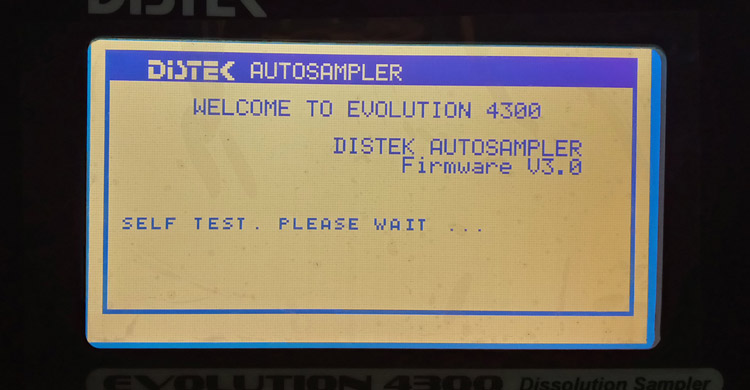 DISTEK
DISTEK AUTOSAMPLER
WELCOME TO EVOLUTION 4300
DISTEK AUTOSAMPLER
Firmware V3.0
SELF TEST. PLEASE WAIT ...
EVOLUTION 4300 Dissolution Sampler